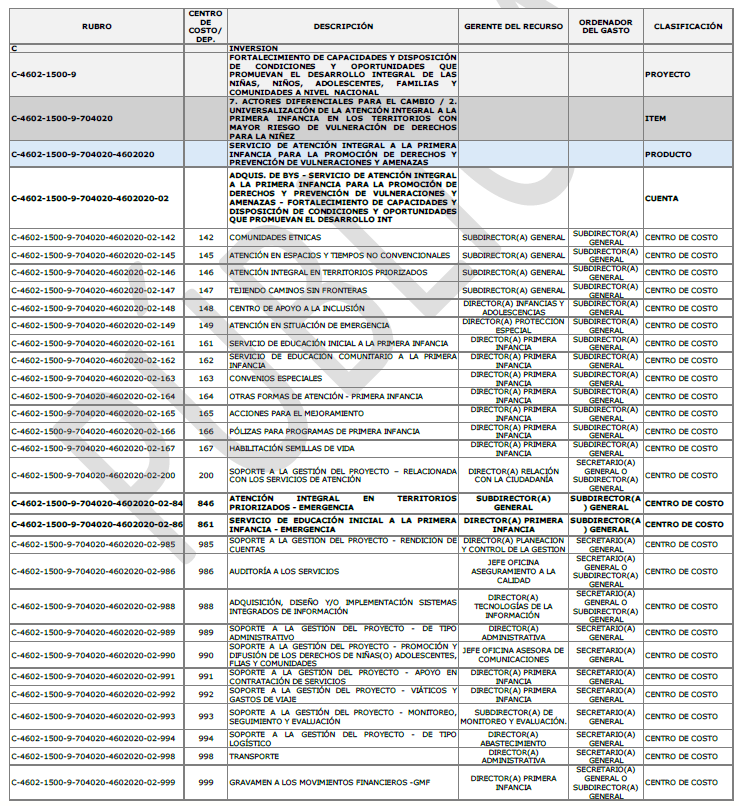 RUBRO CENTRO DE COSTO/ DEP. DESCRIPCIÓN GERENTE DEL RECURSO ORDENADOR DEL GASTO CLASIFICACIÓN
C INVERSION
C-4602-1500-9 FORTALECIMIENTO DE CAPACIDADES Y DISPOSICIÓN DE CONDICIONES Y OPORTUNIDADES QUE PROMUEVAN EL DESARROLLO INTEGRAL DE LAS NIÑAS, NIÑOS, ADOLESCENTES, FAMILIAS Y COMUNIDADES A NIVEL NACIONAL PROYECTO
C-4602-1500-9-704020 7. ACTORES DIFERENCIALES PARA EL CAMBIO / 2. UNIVERSALIZACIÓN DE LA ATENCIÓN INTEGRAL A LA PRIMERA INFANCIA EN LOS TERRITORIOS CON MAYOR RIESGO DE VULNERACIÓN DE DERECHOS PARA LA NIÑEZ ITEM
C-4602-1500-9-704020-4602020 SERVICIO DE ATENCIÓN INTEGRAL A LA PRIMERA INFANCIA PARA LA PROMOCIÓN DE DERECHOS Y PREVENCIÓN DE VULNERACIONES Y AMENAZAS PRODUCTO
C-4602-1500-9-704020-4602020-02 ADQUIS. DE BYS - SERVICIO DE ATENCIÓN INTEGRAL A LA PRIMERA INFANCIA PARA LA PROMOCIÓN DE DERECHOS Y PREVENCIÓN DE VULNERACIONES Y AMENAZAS - FORTALECIMIENTO DE CAPACIDADES Y DISPOSICIÓN DE CONDICIONES Y OPORTUNIDADES QUE PROMUEVAN EL DESARROLLO INT CUENTA
C-4602-1500-9-704020-4602020-02-142 142 COMUNIDADES ETNICAS SUBDIRECTOR(A) GENERAL SUBDIRECTOR(A) GENERAL CENTRO DE COSTO
C-4602-1500-9-704020-4602020-02-145 145 ATENCIÓN EN ESPACIOS Y TIEMPOS NO CONVENCIONALES SUBDIRECTOR(A) GENERAL SUBDIRECTOR(A) GENERAL CENTRO DE COSTO
C-4602-1500-9-704020-4602020-02-146 146 ATENCIÓN INTEGRAL EN TERRITORIOS PRIORIZADOS SUBDIRECTOR(A) GENERAL SUBDIRECTOR(A) GENERAL CENTRO DE COSTO
C-4602-1500-9-704020-4602020-02-147 147 TEJIENDO CAMINOS SIN FRONTERAS SUBDIRECTOR(A) GENERAL SUBDIRECTOR(A) GENERAL CENTRO DE COSTO
C-4602-1500-9-704020-4602020-02-148 148 CENTRO DE APOYO A LA INCLUSIÓN DIRECTOR(A) INFANCIAS Y ADOLESCENCIAS SUBDIRECTOR(A) GENERAL CENTRO DE COSTO
C-4602-1500-9-704020-4602020-02-149 149 ATENCIÓN EN SITUACIÓN DE EMERGENCIA DIRECTOR(A) PROTECCIÓN ESPECIAL SUBDIRECTOR(A) GENERAL CENTRO DE COSTO
C-4602-1500-9-704020-4602020-02-161 161 SERVICIO DE EDUCACIÓN INICIAL A LA PRIMERA INFANCIA DIRECTOR(A) PRIMERA INFANCIA SUBDIRECTOR(A) GENERAL CENTRO DE COSTO
C-4602-1500-9-704020-4602020-02-162 162 SERVICIO DE EDUCACIÓN COMUNITARIO A LA PRIMERA INFANCIA DIRECTOR(A) PRIMERA INFANCIA SUBDIRECTOR(A) GENERAL CENTRO DE COSTO
C-4602-1500-9-704020-4602020-02-163 163 CONVENIOS ESPECIALES DIRECTOR(A) PRIMERA INFANCIA SUBDIRECTOR(A) GENERAL CENTRO DE COSTO
C-4602-1500-9-704020-4602020-02-164 164 OTRAS FORMAS DE ATENCIÓN - PRIMERA INFANCIA DIRECTOR(A) PRIMERA INFANCIA SUBDIRECTOR(A) GENERAL CENTRO DE COSTO
C-4602-1500-9-704020-4602020-02-165 165 ACCIONES PARA EL MEJORAMIENTO DIRECTOR(A) PRIMERA INFANCIA SUBDIRECTOR(A) GENERAL CENTRO DE COSTO
C-4602-1500-9-704020-4602020-02-166 166 PÓLIZAS PARA PROGRAMAS DE PRIMERA INFANCIA DIRECTOR(A) PRIMERA INFANCIA SUBDIRECTOR(A) GENERAL CENTRO DE COSTO
C-4602-1500-9-704020-4602020-02-167 167 HABILITACIÓN SEMILLAS DE VIDA DIRECTOR(A) PRIMERA INFANCIA SUBDIRECTOR(A) GENERAL CENTRO DE COSTO
C-4602-1500-9-704020-4602020-02-200 200 SOPORTE A LA GESTIÓN DEL PROYECTO – RELACIONADA CON LOS SERVICIOS DE ATENCIÓN DIRECTOR(A) RELACIÓN CON LA CIUDADANÍA SECRETARIO(A) GENERAL O SUBDIRECTOR(A) GENERAL CENTRO DE COSTO
C-4602-1500-9-704020-4602020-02-84 846 ATENCIÓN INTEGRAL EN TERRITORIOS PRIORIZADOS - EMERGENCIA SUBDIRECTOR(A) GENERAL SUBDIRECTOR(A ) GENERAL CENTRO DE COSTO
C-4602-1500-9-704020-4602020-02-86 861 SERVICIO DE EDUCACIÓN INICIAL A LA PRIMERA INFANCIA - EMERGENCIA DIRECTOR(A) PRIMERA INFANCIA SUBDIRECTOR(A ) GENERAL CENTRO DE COSTO
C-4602-1500-9-704020-4602020-02-985 985 SOPORTE A LA GESTIÓN DEL PROYECTO - RENDICIÓN DE CUENTAS DIRECTOR(A) PLANEACION Y CONTROL DE LA GESTION SECRETARIO(A) GENERAL CENTRO DE COSTO
C-4602-1500-9-704020-4602020-02-986 986 AUDITORÍA A LOS SERVICIOS JEFE OFICINA ASEGURAMIENTO A LA CALIDAD SECRETARIO(A) GENERAL O SUBDIRECTOR(A) GENERAL CENTRO DE COSTO
C-4602-1500-9-704020-4602020-02-988 988 ADQUISICIÓN, DISEÑO Y/O IMPLEMENTACIÓN SISTEMAS INTEGRADOS DE INFORMACIÓN DIRECTOR(A) TECNOLOGÍAS DE LA INFORMACIÓN SECRETARIO(A) GENERAL O SUBDIRECTOR(A) GENERAL CENTRO DE COSTO
C-4602-1500-9-704020-4602020-02-989 989 SOPORTE A LA GESTIÓN DEL PROYECTO - DE TIPO ADMINISTRATIVO DIRECTOR(A) ADMINISTRATIVA SECRETARIO(A) GENERAL CENTRO DE COSTO
C-4602-1500-9-704020-4602020-02-990 990 SOPORTE A LA GESTIÓN DEL PROYECTO - PROMOCIÓN Y DIFUSIÓN DE LOS DERECHOS DE NIÑAS(O) ADOLESCENTES, FLIAS Y COMUNIDADES JEFE OFICINA ASESORA DE COMUNICACIONES SECRETARIO(A) GENERAL CENTRO DE COSTO
C-4602-1500-9-704020-4602020-02-991 991 SOPORTE A LA GESTIÓN DEL PROYECTO - APOYO EN CONTRATACIÓN DE SERVICIOS DIRECTOR(A) PRIMERA INFANCIA SECRETARIO(A) GENERAL CENTRO DE COSTO
C-4602-1500-9-704020-4602020-02-992 992 SOPORTE A LA GESTIÓN DEL PROYECTO - VIÁTICOS Y GASTOS DE VIAJE DIRECTOR(A) PRIMERA INFANCIA SECRETARIO(A) GENERAL CENTRO DE COSTO
C-4602-1500-9-704020-4602020-02-993 993 SOPORTE A LA GESTIÓN DEL PROYECTO - MONITOREO, SEGUIMIENTO Y EVALUACIÓN SUBDIRECTOR(A) DE MONITOREO Y EVALUACIÓN. SECRETARIO(A) GENERAL CENTRO DE COSTO
C-4602-1500-9-704020-4602020-02-994 994 SOPORTE A LA GESTIÓN DEL PROYECTO - DE TIPO LOGÍSTICO DIRECTOR(A) ABASTECIMIENTO SECRETARIO(A) GENERAL CENTRO DE COSTO
C-4602-1500-9-704020-4602020-02-998 998 TRANSPORTE DIRECTOR(A) ADMINISTRATIVA SECRETARIO(A) GENERAL CENTRO DE COSTO
C-4602-1500-9-704020-4602020-02-999 999 GRAVAMEN A LOS MOVIMIENTOS FINANCIEROS -GMF DIRECTOR(A) PRIMERA INFANCIA SECRETARIO(A) GENERAL O SUBDIRECTOR(A) GENERAL CENTRO DE COSTO